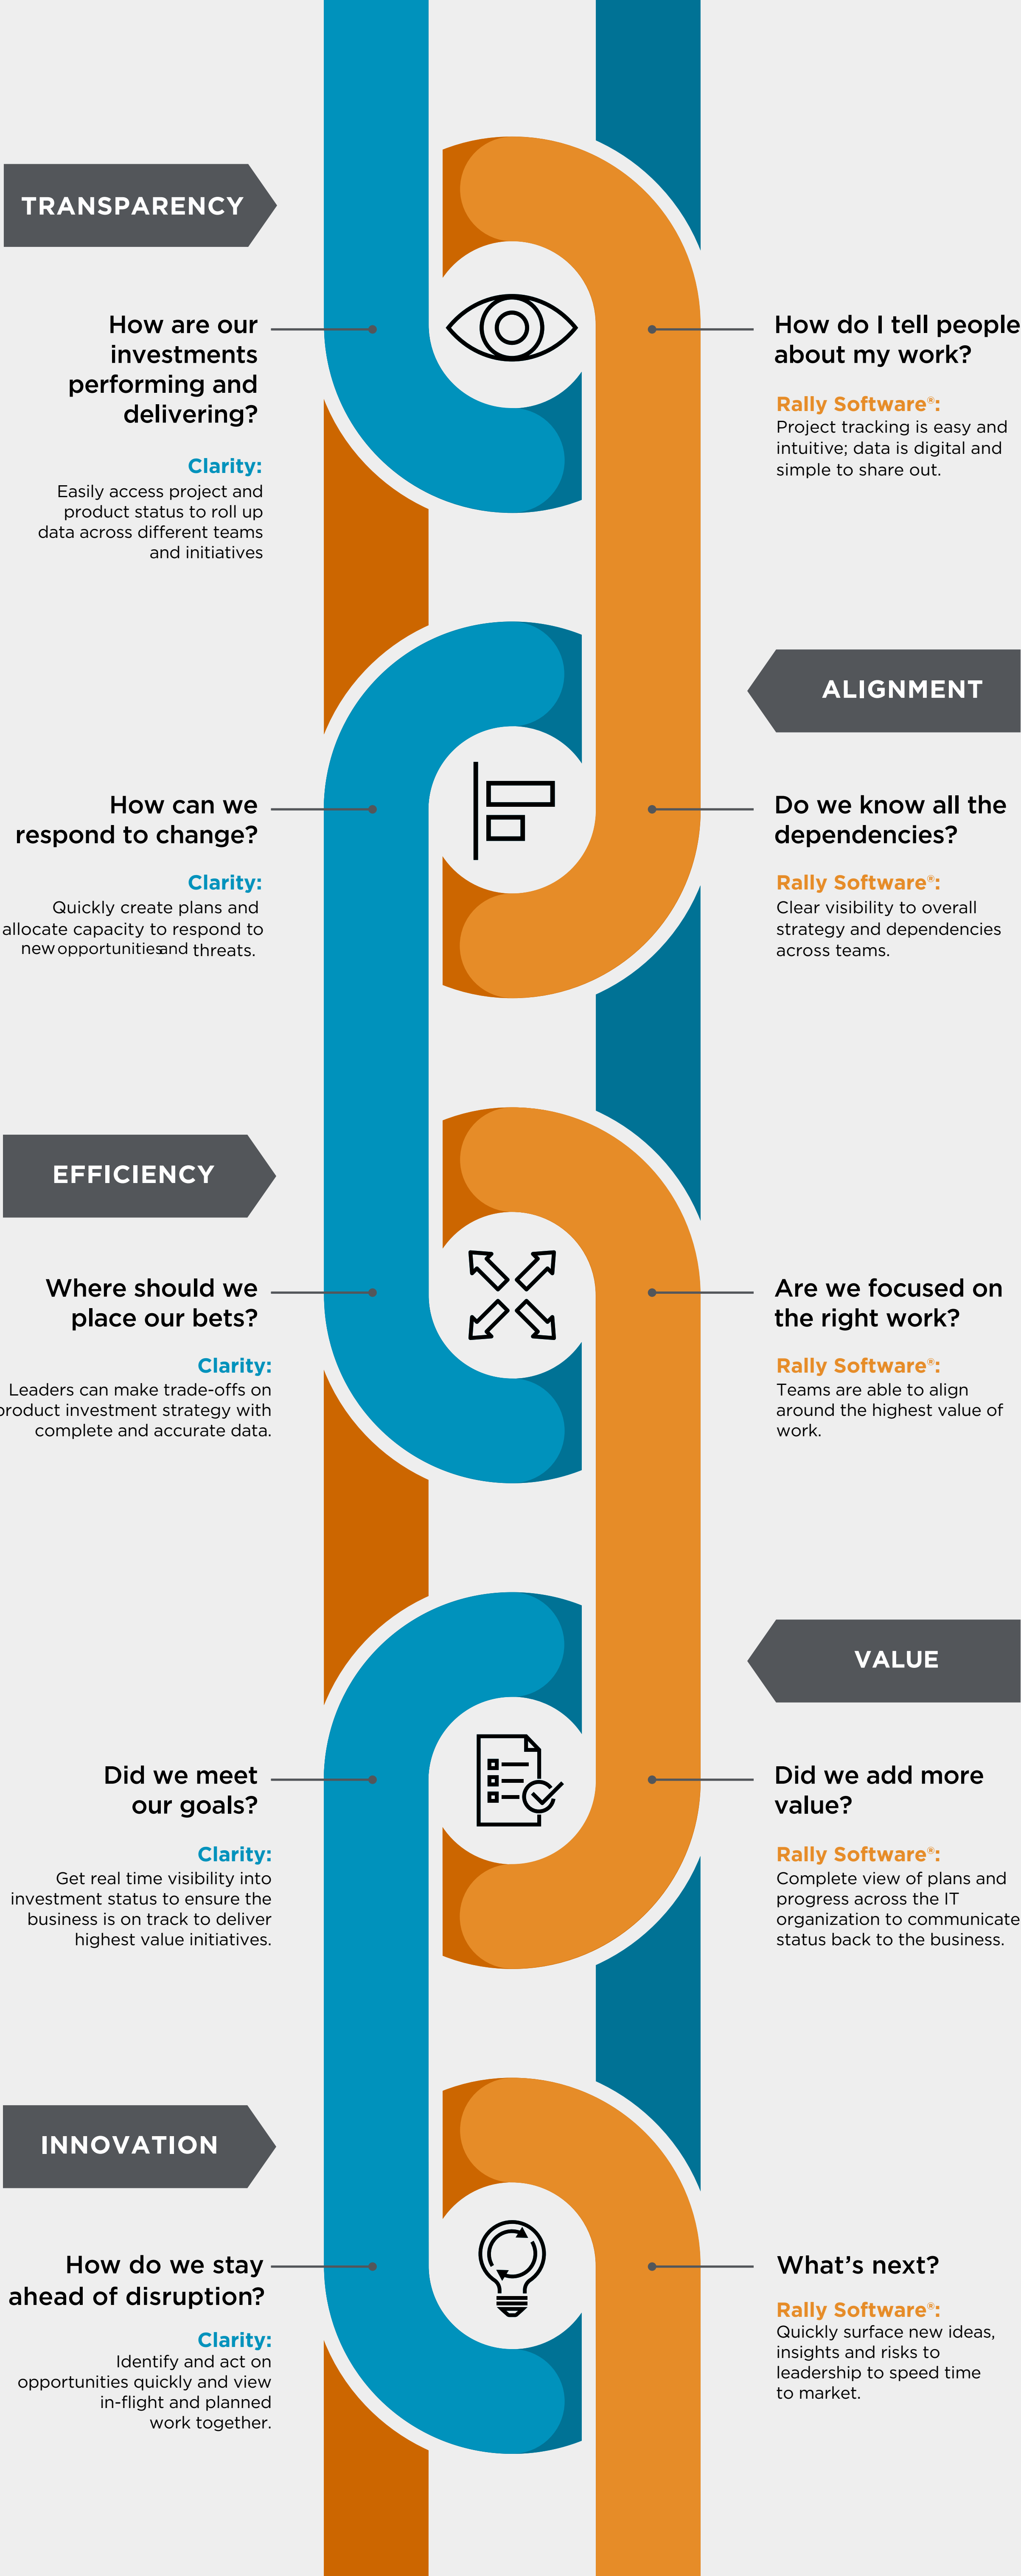 TRANSPARENCY
How are our
investments
performing and
delivering?
Clarity:
Easily access project and
product status to roll up
data across different teams
and initiatives
How do I tell people
about my work?
Rally Software®:
Project tracking is easy and
intuitive; data is digital and
simple to share out.
ALIGNMENT
How can we
respond to change?
Clarity:
Quickly create plans and
allocate capacity to respond to
new opportunities and threats.
Do we know all the
dependencies?
Rally Software®:
Clear visibility to overall
strategy and dependencies
across teams.
EFFICIENCY
Where should we
place our bets?
Clarity:
Leaders can make trade-offs on
product investment strategy with
complete and accurate data.
Are we focused on
the right work?
Rally Software®:
Teams are able to align
around the highest value of
work.
VALUE
Did we meet
our goals?
Clarity:
Get real time visibility into
investment status to ensure the
business is on track to deliver
highest value initiatives.
Did we add more
value?
Rally Software®:
Complete view of plans and
progress across the IT
organization to communicate
status back to the business.
INNOVATION
How do we stay
ahead of disruption?
Clarity:
Identify and act on
opportunities quickly and view
in-flight and planned
work together.
What's next?
Rally Software®:
Quickly surface new ideas,
insights and risks to
leadership to speed time
to market.